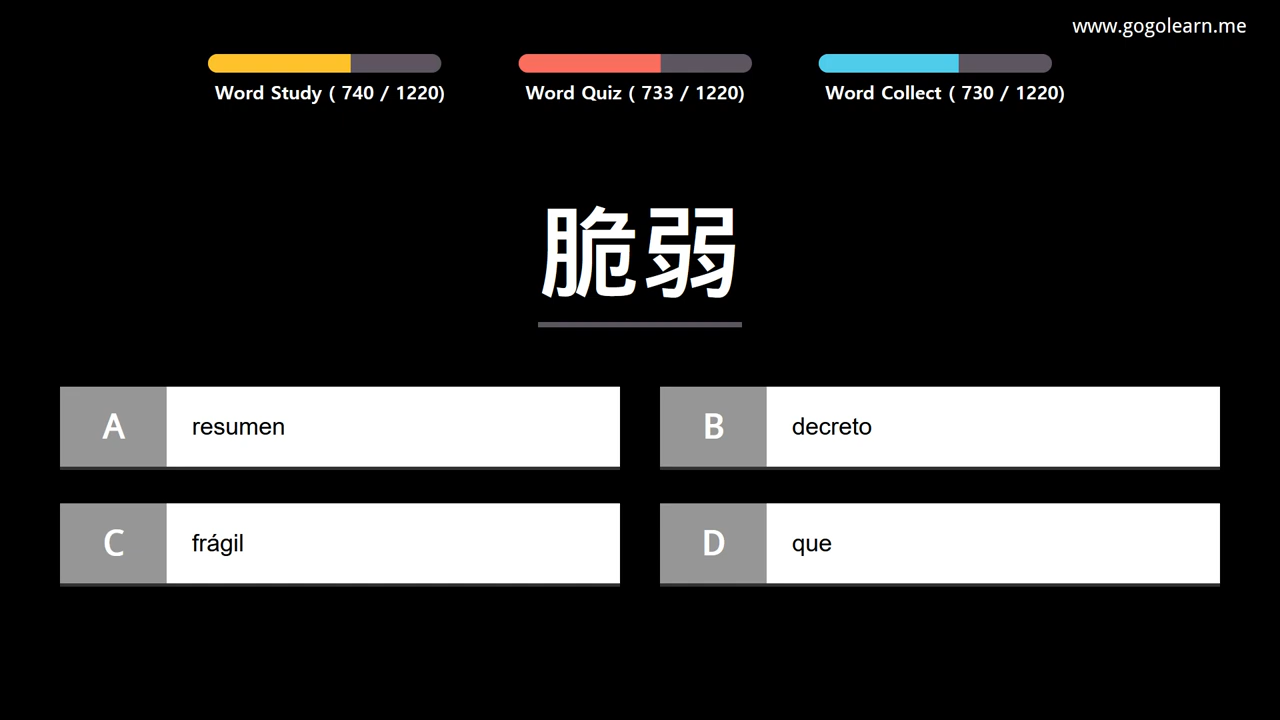 www.gogolearn.me
Word Study ( 740 / 1220)
Word Quiz ( 733 / 1220)
Word Collect ( 730 / 1220)
脆弱
A resumen
B decreto
C frágil
D que